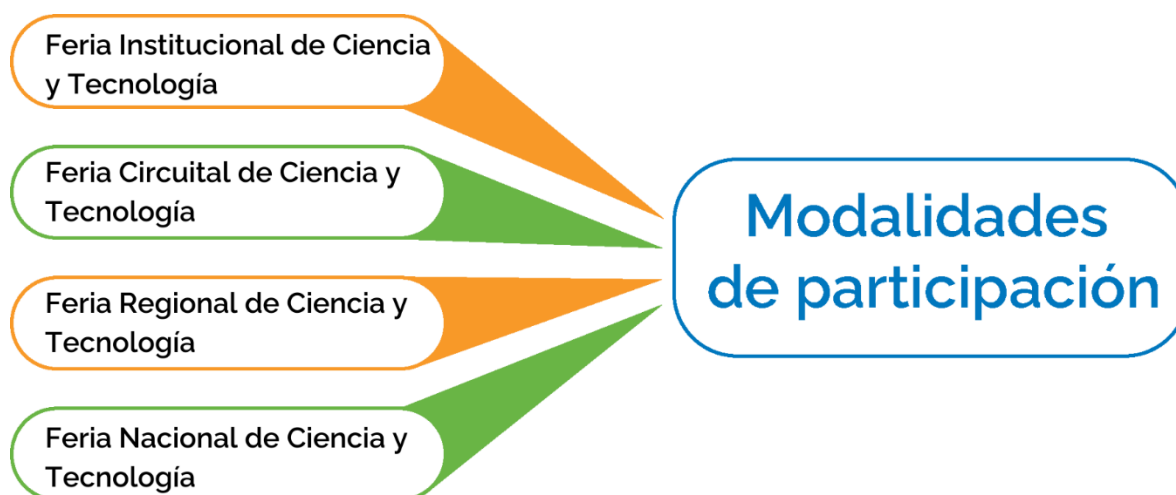 Feria Institucional de Ciencia
y Tecnología
Feria Circuital de Ciencia y
Tecnología
Feria Regional de Ciencia y
Tecnología
Feria Nacional de Ciencia y
Tecnología
Modalidades
de participación